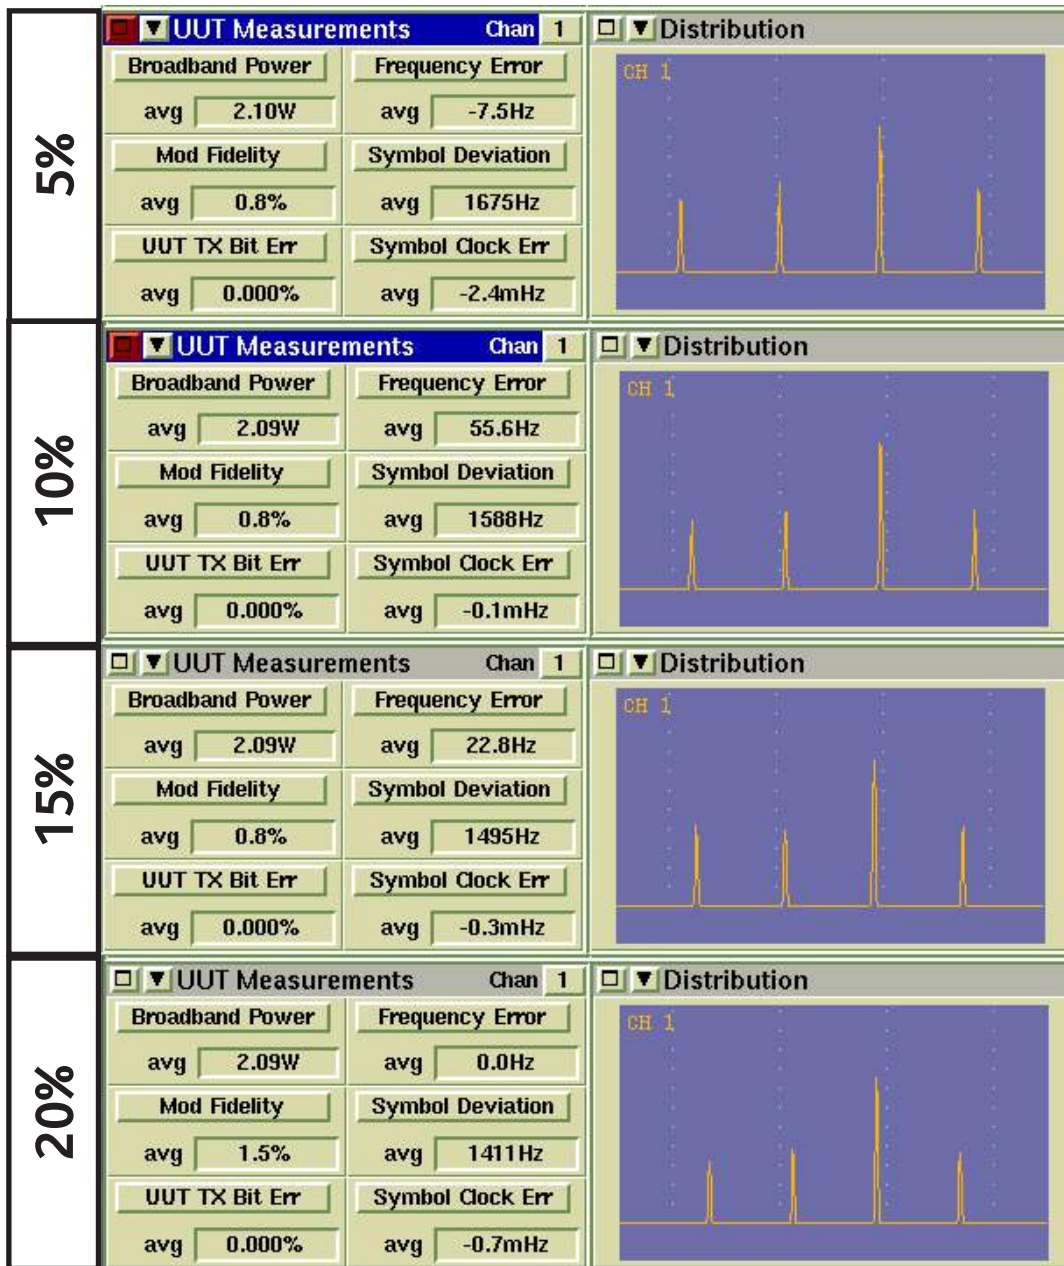 5%
UUT Measurements Chan 1
Distribution
Broadband Power Frequency Error
avg 2.10W avg -7.5Hz
Mod Fidelity Symbol Deviation
avg 0.8% avg 1675Hz
UUT TX Bit Err Symbol Clock Err
avg 0.000% avg -2.4mHz
CH 1
10%
UUT Measurements Chan 1
Distribution
Broadband Power Frequency Error
avg 2.09W avg 55.6Hz
Mod Fidelity Symbol Deviation
avg 0.8% avg 1588Hz
UUT TX Bit Err Symbol Clock Err
avg 0.000% avg -0.1mHz
CH 1
15%
UUT Measurements Chan 1
Distribution
Broadband Power Frequency Error
avg 2.09W avg 22.8Hz
Mod Fidelity Symbol Deviation
avg 0.8% avg 1495Hz
UUT TX Bit Err Symbol Clock Err
avg 0.000% avg -0.3mHz
CH 1
20%
UUT Measurements Chan 1
Distribution
Broadband Power Frequency Error
avg 2.09W avg 0.0Hz
Mod Fidelity Symbol Deviation
avg 1.5% avg 1411Hz
UUT TX Bit Err Symbol Clock Err
avg 0.000% avg -0.7mHz
CH 1